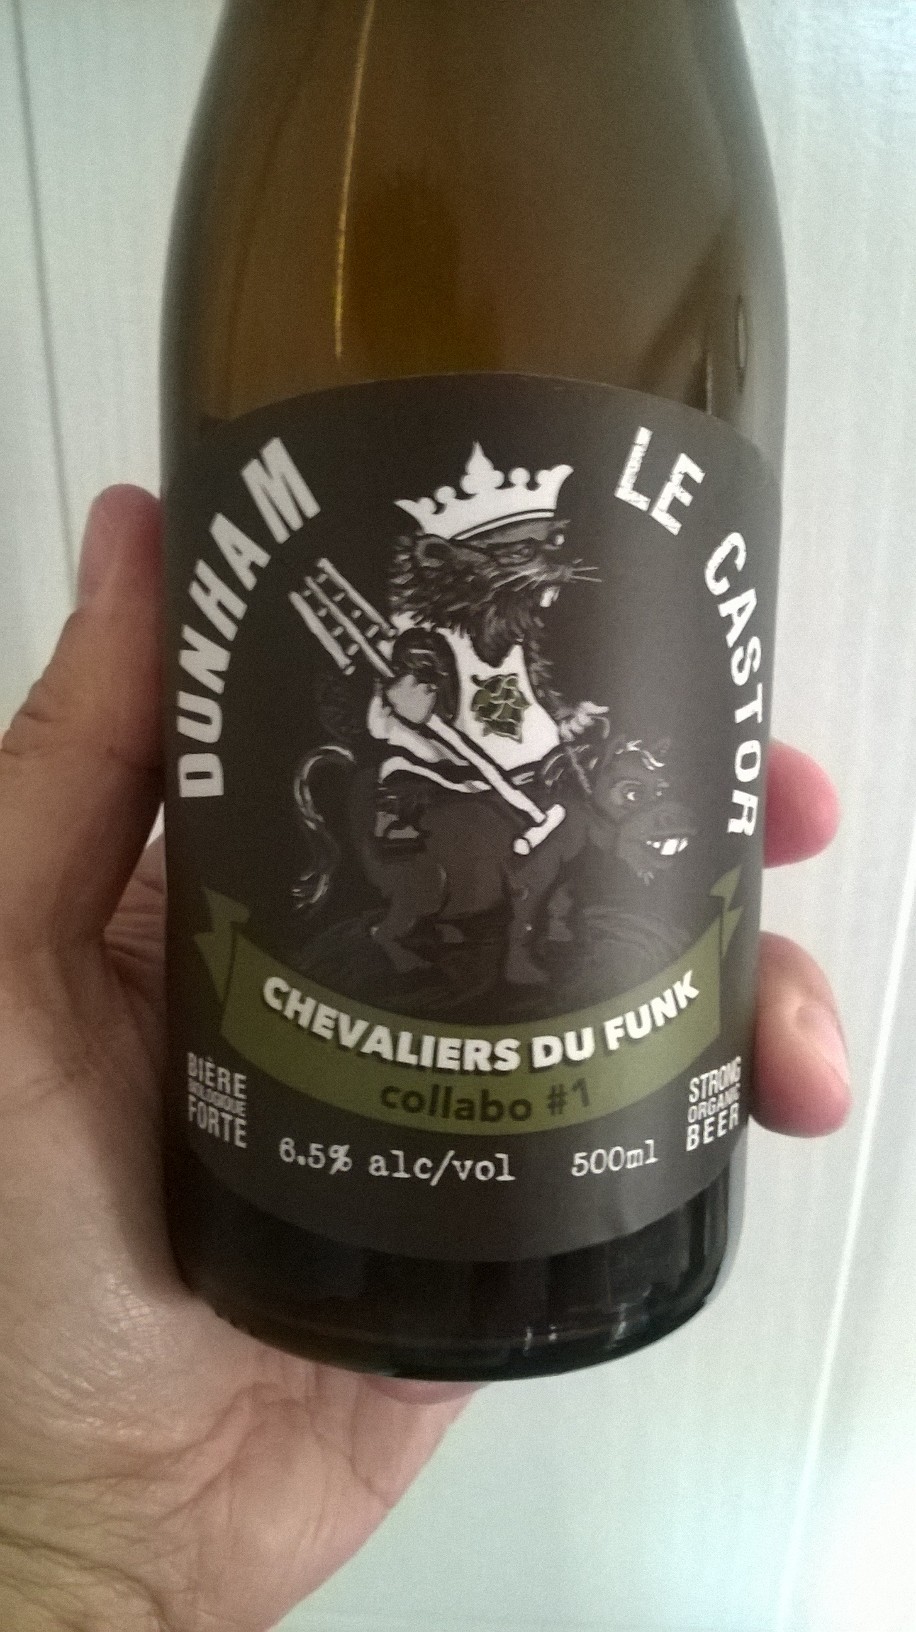 DUNHAM
LE CASTOR
CHEVALIERS DU FUNK
collabo #1
BIÈRE
BIOLOGIQUE
FORTE
6.5% alc/vol
500ml
STRONG
ORGANIC
BEER